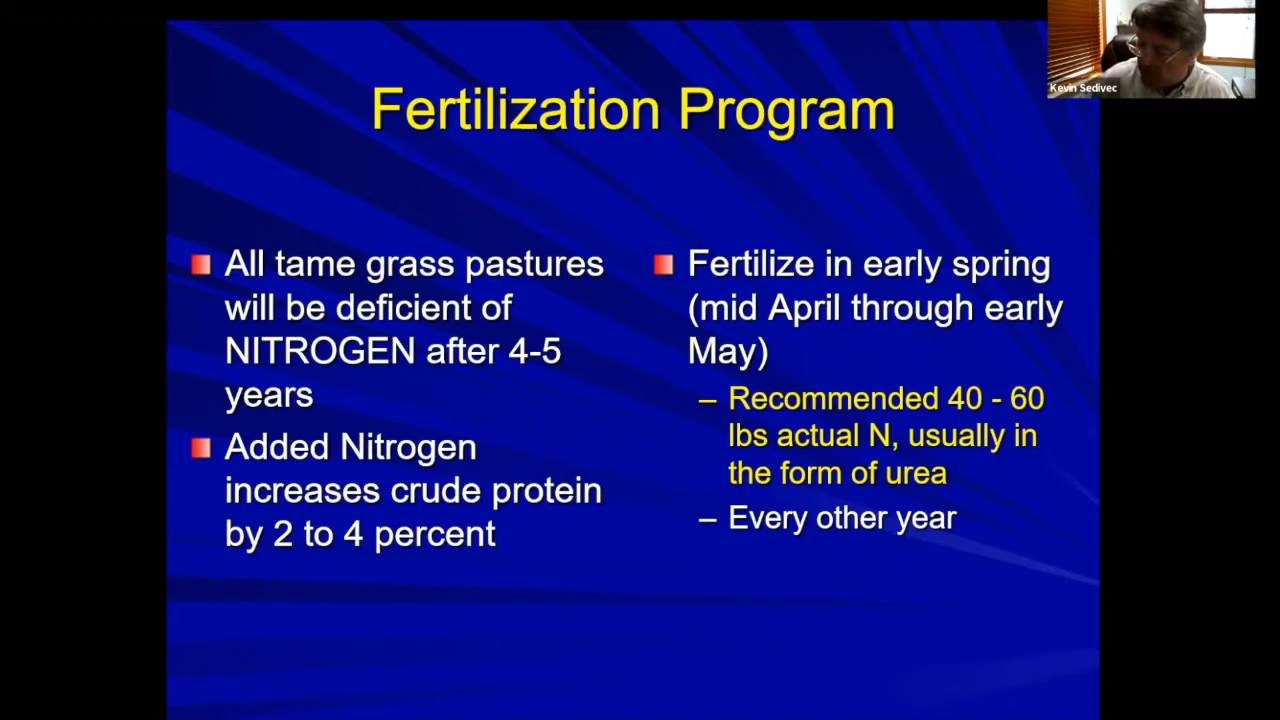 Kevin Sedivec
Fertilization Program
All tame grass pastures
will be deficient of
NITROGEN after 4-5
years
Added Nitrogen
increases crude protein
by 2 to 4 percent
Fertilize in early spring
(mid April through early
May)
– Recommended 40 - 60
lbs actual N, usually in
the form of urea
– Every other year